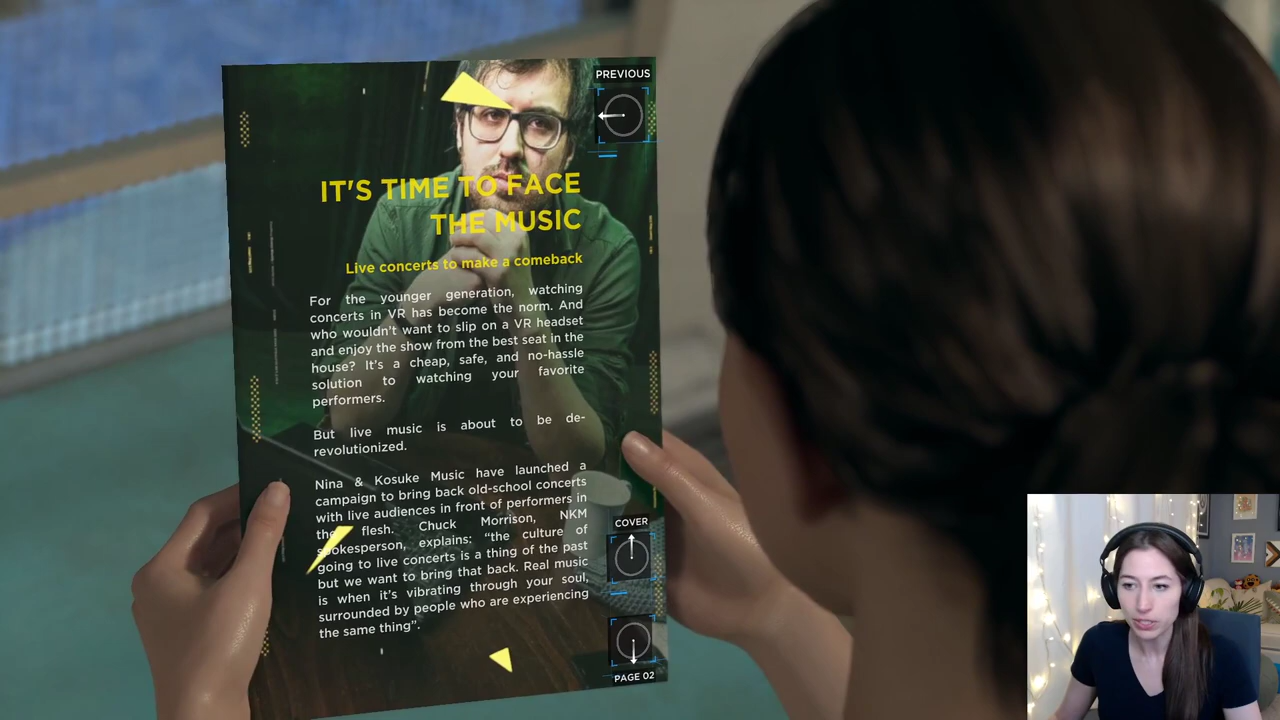 PREVIOUS
IT'S TIME TO FACE
THE MUSIC
Live concerts to make a comeback
For the younger generation, watching
concerts in VR has become the norm. And
who wouldn't want to slip on a VR headset
and enjoy the show from the best seat in the
house? It's a cheap, safe, and no-hassle
solution to watching your favorite
performers.
But live music is about to be de-
revolutionized.
Nina & Kosuke Music have launched a
campaign to bring back old-school concerts
with live audiences in front of performers in
the flesh. Chuck Morrison, NKM
spokesperson, explains: “the culture of
going to live concerts is a thing of the past
but we want to bring that back. Real music
is when it's vibrating through your soul,
surrounded by people who are experiencing
the same thing”.
COVER
PAGE 02